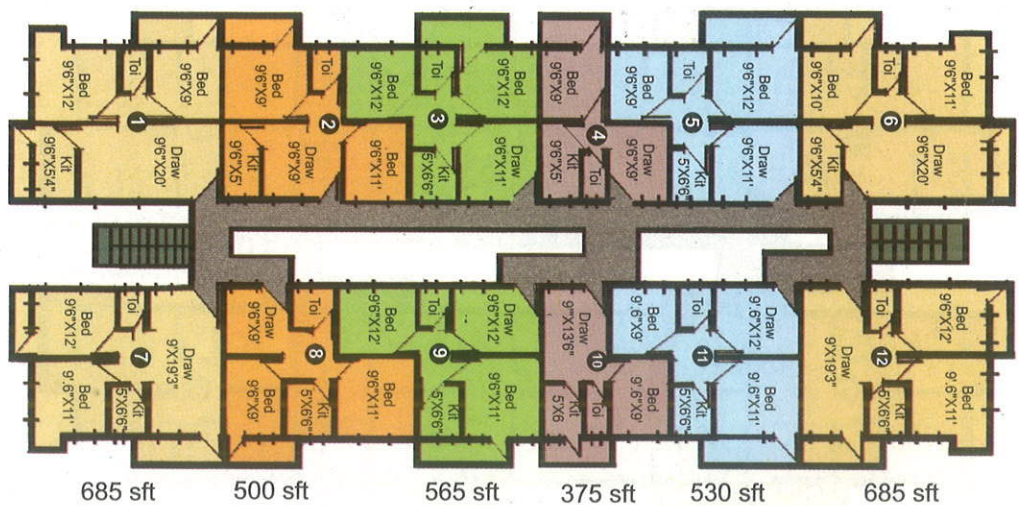 Bed
9'6"X12'
Toi
Bed
9'6"X9'
Bed
9'6"X9'
Toi
Bed
9'6"X12'
Toi
Bed
9'6"X12'
Bed
9'6"X9'
Bed
9'6"X9'
Toi
Bed
9'6"X12'
Bed
9'6"X10'
Toi
Bed
9'6"X11'
1
2
3
4
5
6
Kit
9'6"X5'4"
Draw
9'6"X20'
Kit
9'6"X5'
Draw
9'6"X9'
Bed
9'6"X11'
Kit
5'X6'6"
Draw
9'6"X11'
Kit
9'6"X5'
Toi
Draw
9'6"X9'
Kit
5'X6'6"
Draw
9'6"X11'
Kit
9'6"X5'4"
Draw
9'6"X20'
Bed
9'6"X12'
Toi
Draw
9'X19'3"
Draw
9'6"X9'
Toi
Bed
9'6"X12'
Toi
Draw
9'6"X12'
Draw
9'"X13'6"
Bed
9'.6"X9'
Toi
Draw
9'.6"X12'
Draw
9'X19'3"
Toi
Bed
9'6"X12'
7
8
9
10
11
12
Bed
9'.6"X11'
Kit
5'X6'6"
Bed
9'6"X9'
Kit
5'X6'6"
Bed
9'6"X11'
Kit
5'X6'6"
Bed
9'6"X11'
Kit
5'X6'6
Toi
Bed
9'.6"X9'
Kit
5'X6'6"
Bed
9'.6"X11'
Kit
5'X6'6"
Bed
9'.6"X11'
685 sft 500 sft 565 sft 375 sft 530 sft 685 sft